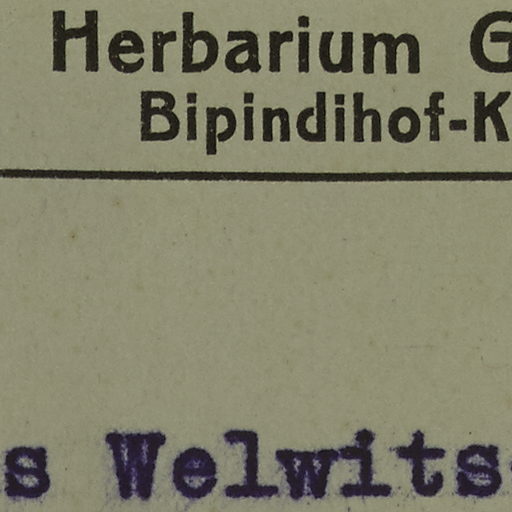 Herbarium G
Bipindihof-K
s Welwits